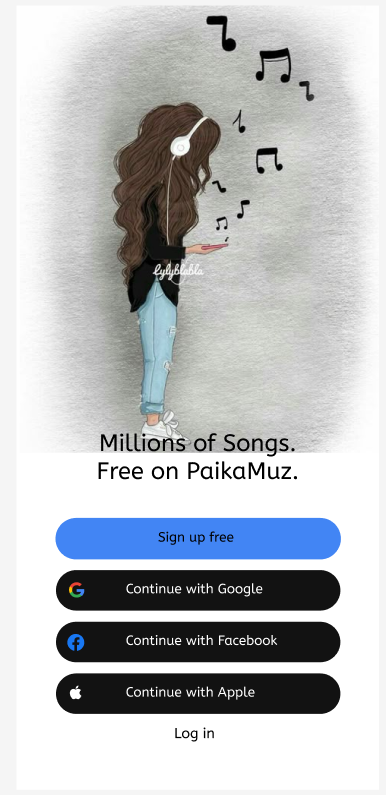 lylyblabla
Millions of Songs.
Free on PaikaMuz.
Sign up free
Continue with Google
Continue with Facebook
Continue with Apple
Log in